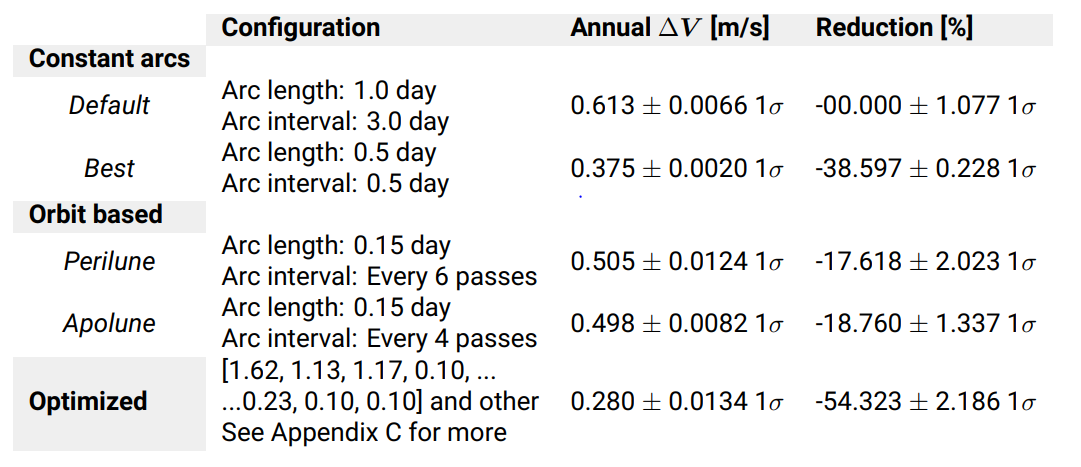 Configuration Annual ΔV [m/s] Reduction [%]
Constant arcs
Default Arc length: 1.0 day 0.613 ± 0.0066 1σ -00.000 ± 1.077 1σ
Arc interval: 3.0 day
Best Arc length: 0.5 day 0.375 ± 0.0020 1σ -38.597 ± 0.228 1σ
Arc interval: 0.5 day
Orbit based
Perilune Arc length: 0.15 day 0.505 ± 0.0124 1σ -17.618 ± 2.023 1σ
Arc interval: Every 6 passes
Apolune Arc length: 0.15 day 0.498 ± 0.0082 1σ -18.760 ± 1.337 1σ
Arc interval: Every 4 passes
[1.62, 1.13, 1.17, 0.10, ...
Optimized ...0.23, 0.10, 0.10] and other 0.280 ± 0.0134 1σ -54.323 ± 2.186 1σ
See Appendix C for more